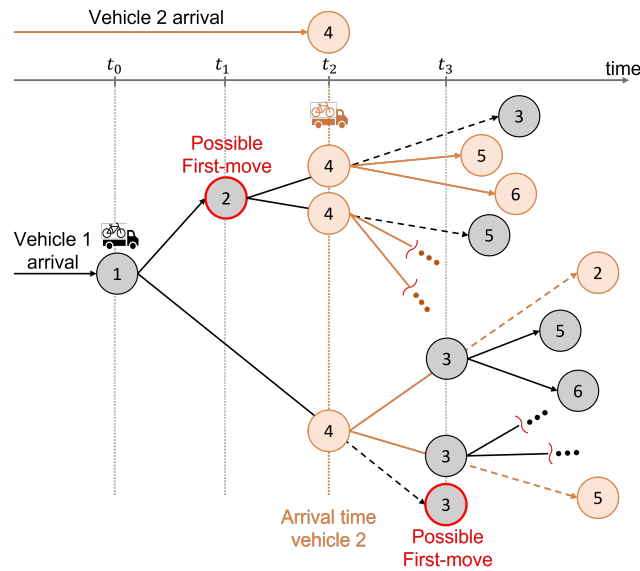 Vehicle 2 arrival
4
t0 t1 t2 t3 time
3
Possible
First-move
4
5
2
6
4
5
Vehicle 1
arrival
1
2
5
3
6
4
3
3
5
Arrival time
vehicle 2
Possible
First-move